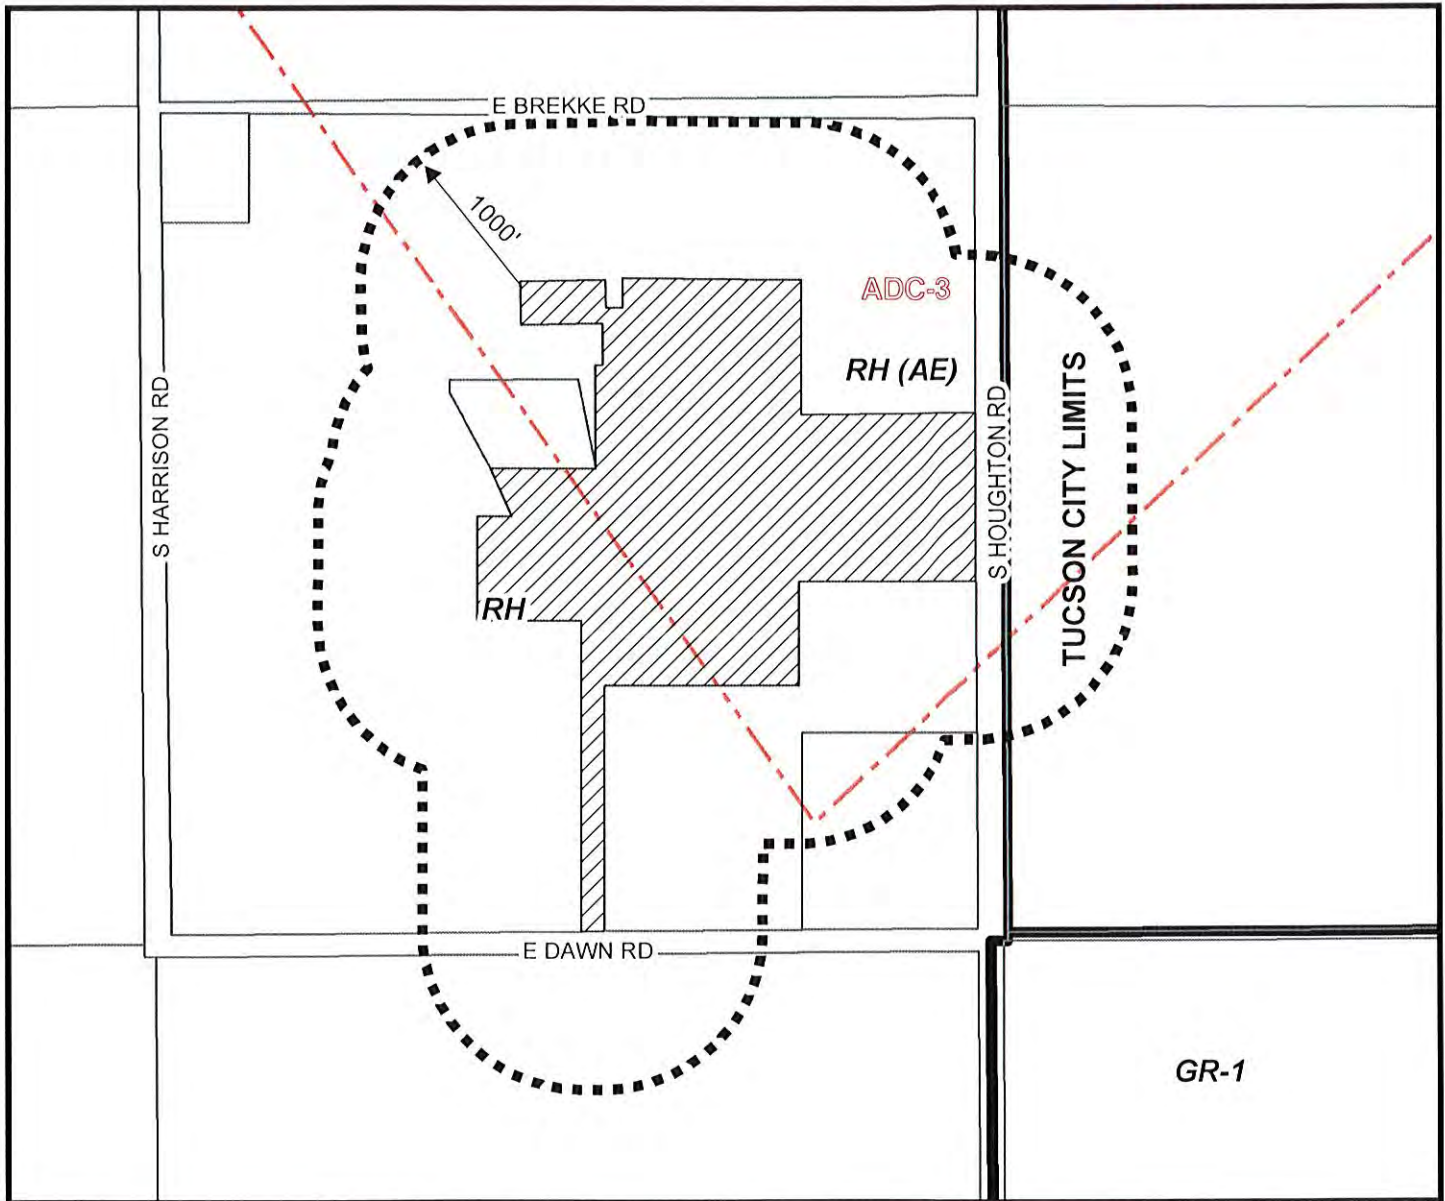 E BREKKE RD
1000'
ADC-3
RH (AE)
S HARRISON RD
S HOUGHTON RD
TUCSON CITY LIMITS
RH
E DAWN RD
GR-1